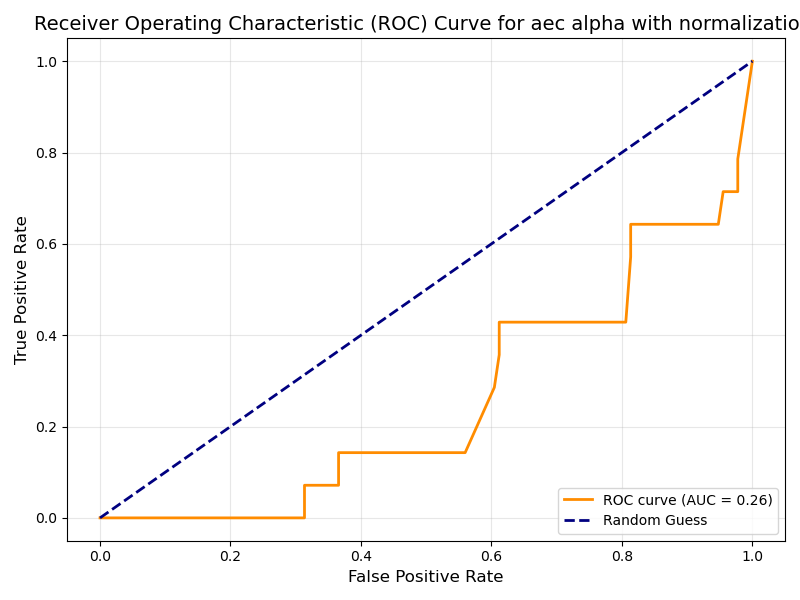 Receiver Operating Characteristic (ROC) Curve for aec alpha with normalizatio
1.0
0.8
0.6
0.4
0.2
0.0
True Positive Rate
0.0 0.2 0.4 0.6 0.8 1.0
False Positive Rate
ROC curve (AUC = 0.26)
Random Guess